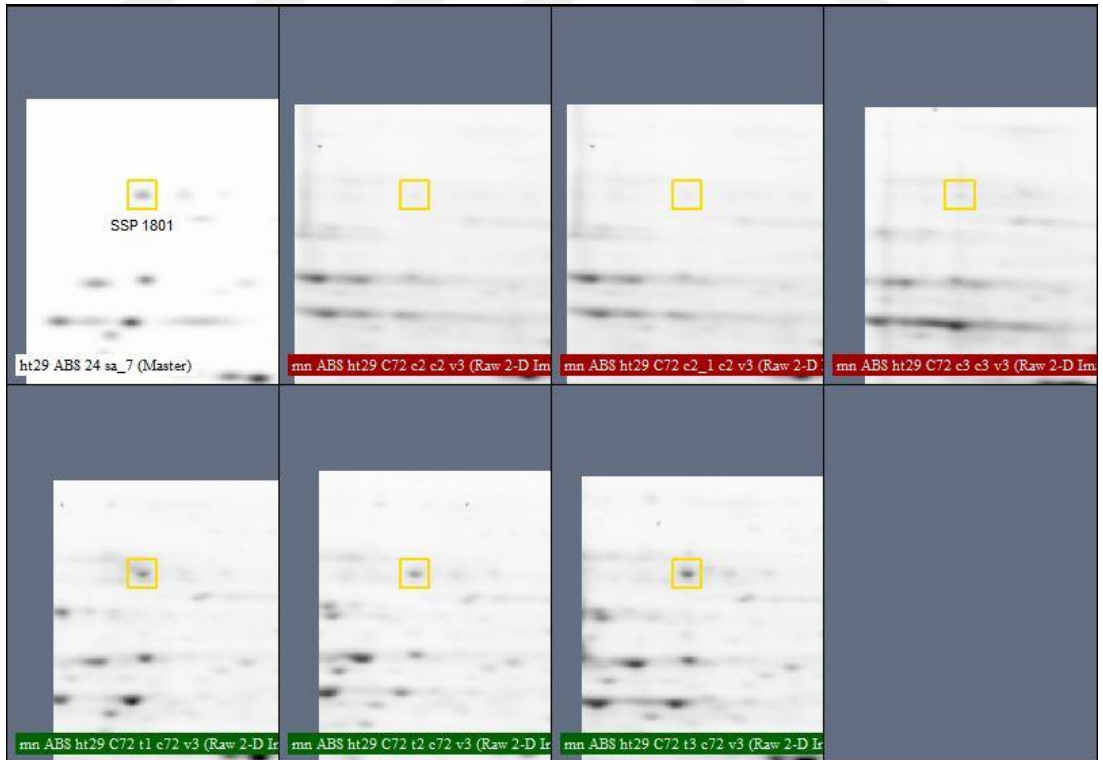 SSP 1801
ht29 ABS 24 sa_7 (Master)
mn ABS ht29 C72 c2 c2 v3 (Raw 2-D Im
mn ABS ht29 C72 c2_1 c2 v3 (Raw 2-D
mn ABS ht29 C72 c3 c3 v3 (Raw 2-D Im
mn ABS ht29 C72 t1 c72 v3 (Raw 2-D Ir
mn ABS ht29 C72 t2 c72 v3 (Raw 2-D Ir
mn ABS ht29 C72 t3 c72 v3 (Raw 2-D Ir